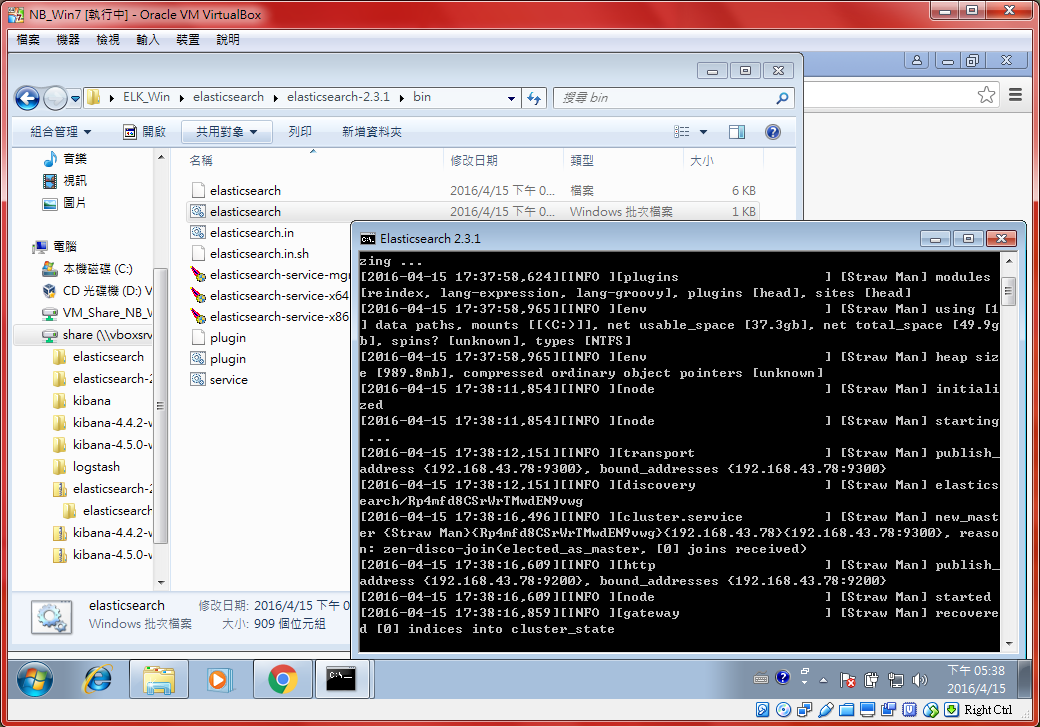 NB_Win7 [執行中] - Oracle VM VirtualBox
檔案 機器 檢視 輸入 裝置 說明
ELK_Win elasticsearch elasticsearch-2.3.1 bin
搜尋 bin
組合管理 開啟 共用對象 列印 新增資料夾
音樂
視訊
圖片
電腦
本機磁碟 (C:)
CD 光碟機 (D:) V
VM_Share_NB_W
share (\\vboxsrv
elasticsearch
elasticsearch-2
kibana
kibana-4.4.2-w
kibana-4.5.0-w
logstash
elasticsearch-2
elasticsearch
kibana-4.4.2-w
kibana-4.5.0-w
名稱 修改日期 類型 大小
elasticsearch 2016/4/15 下午 0... 檔案 6 KB
elasticsearch 2016/4/15 下午 0... Windows 批次檔案 1 KB
elasticsearch.in
elasticsearch.in.sh
elasticsearch-service-mgr
elasticsearch-service-x64
elasticsearch-service-x86
plugin
plugin
service
elasticsearch 修改日期: 2016/4/15 下午 0
Windows 批次檔案 大小: 909 個位元組
Elasticsearch 2.3.1
zing ...
[2016-04-15 17:37:58,624][INFO ][plugins ] [Straw Man] modules
[reindex, lang-expression, lang-groovy], plugins [head], sites [head]
[2016-04-15 17:37:58,965][INFO ][env ] [Straw Man] using [1
] data paths, mounts [[(C:)]], net usable_space [37.3gb], net total_space [49.9g
b], spins? [unknown], types [NTFS]
[2016-04-15 17:37:58,965][INFO ][env ] [Straw Man] heap siz
e [989.8mb], compressed ordinary object pointers [unknown]
[2016-04-15 17:38:11,854][INFO ][node ] [Straw Man] initiali
zed
[2016-04-15 17:38:11,854][INFO ][node ] [Straw Man] starting
...
[2016-04-15 17:38:12,151][INFO ][transport ] [Straw Man] publish_
address {192.168.43.78:9300}, bound_addresses {192.168.43.78:9300}
[2016-04-15 17:38:12,151][INFO ][discovery ] [Straw Man] elastics
earch/Rp4mfd8CSrWrTMwdEN9vwg
[2016-04-15 17:38:16,496][INFO ][cluster.service ] [Straw Man] new_mast
er {Straw Man}{Rp4mfd8CSrWrTMwdEN9vwg}{192.168.43.78}{192.168.43.78:9300}, reaso
n: zen-disco-join(elected_as_master, [0] joins received)
[2016-04-15 17:38:16,609][INFO ][http ] [Straw Man] publish_
address {192.168.43.78:9200}, bound_addresses {192.168.43.78:9200}
[2016-04-15 17:38:16,609][INFO ][node ] [Straw Man] started
[2016-04-15 17:38:16,859][INFO ][gateway ] [Straw Man] recovere
d [0] indices into cluster_state
下午 05:38
2016/4/15
Right Ctrl